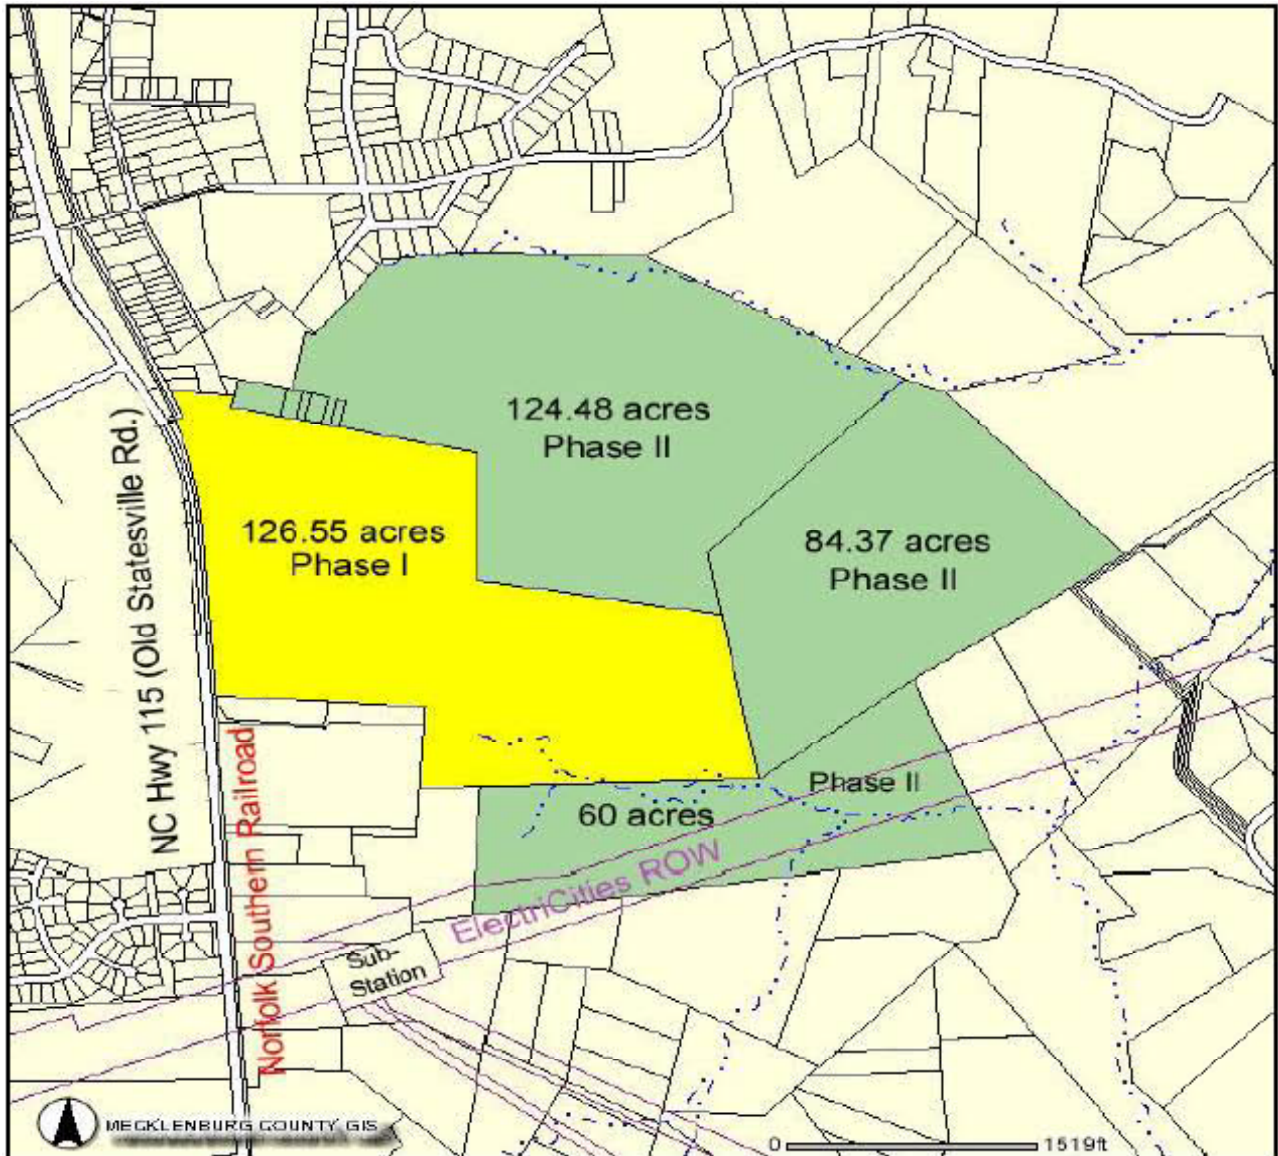 124.48 acres
Phase II
126.55 acres
Phase I
84.37 acres
Phase II
NC Hwy 115 (Old Statesville Rd.)
Norfolk Southern Railroad
Phase II
60 acres
ElectriCities ROW
Sub-
Station
MECKLENBURG COUNTY GIS
0 1519ft